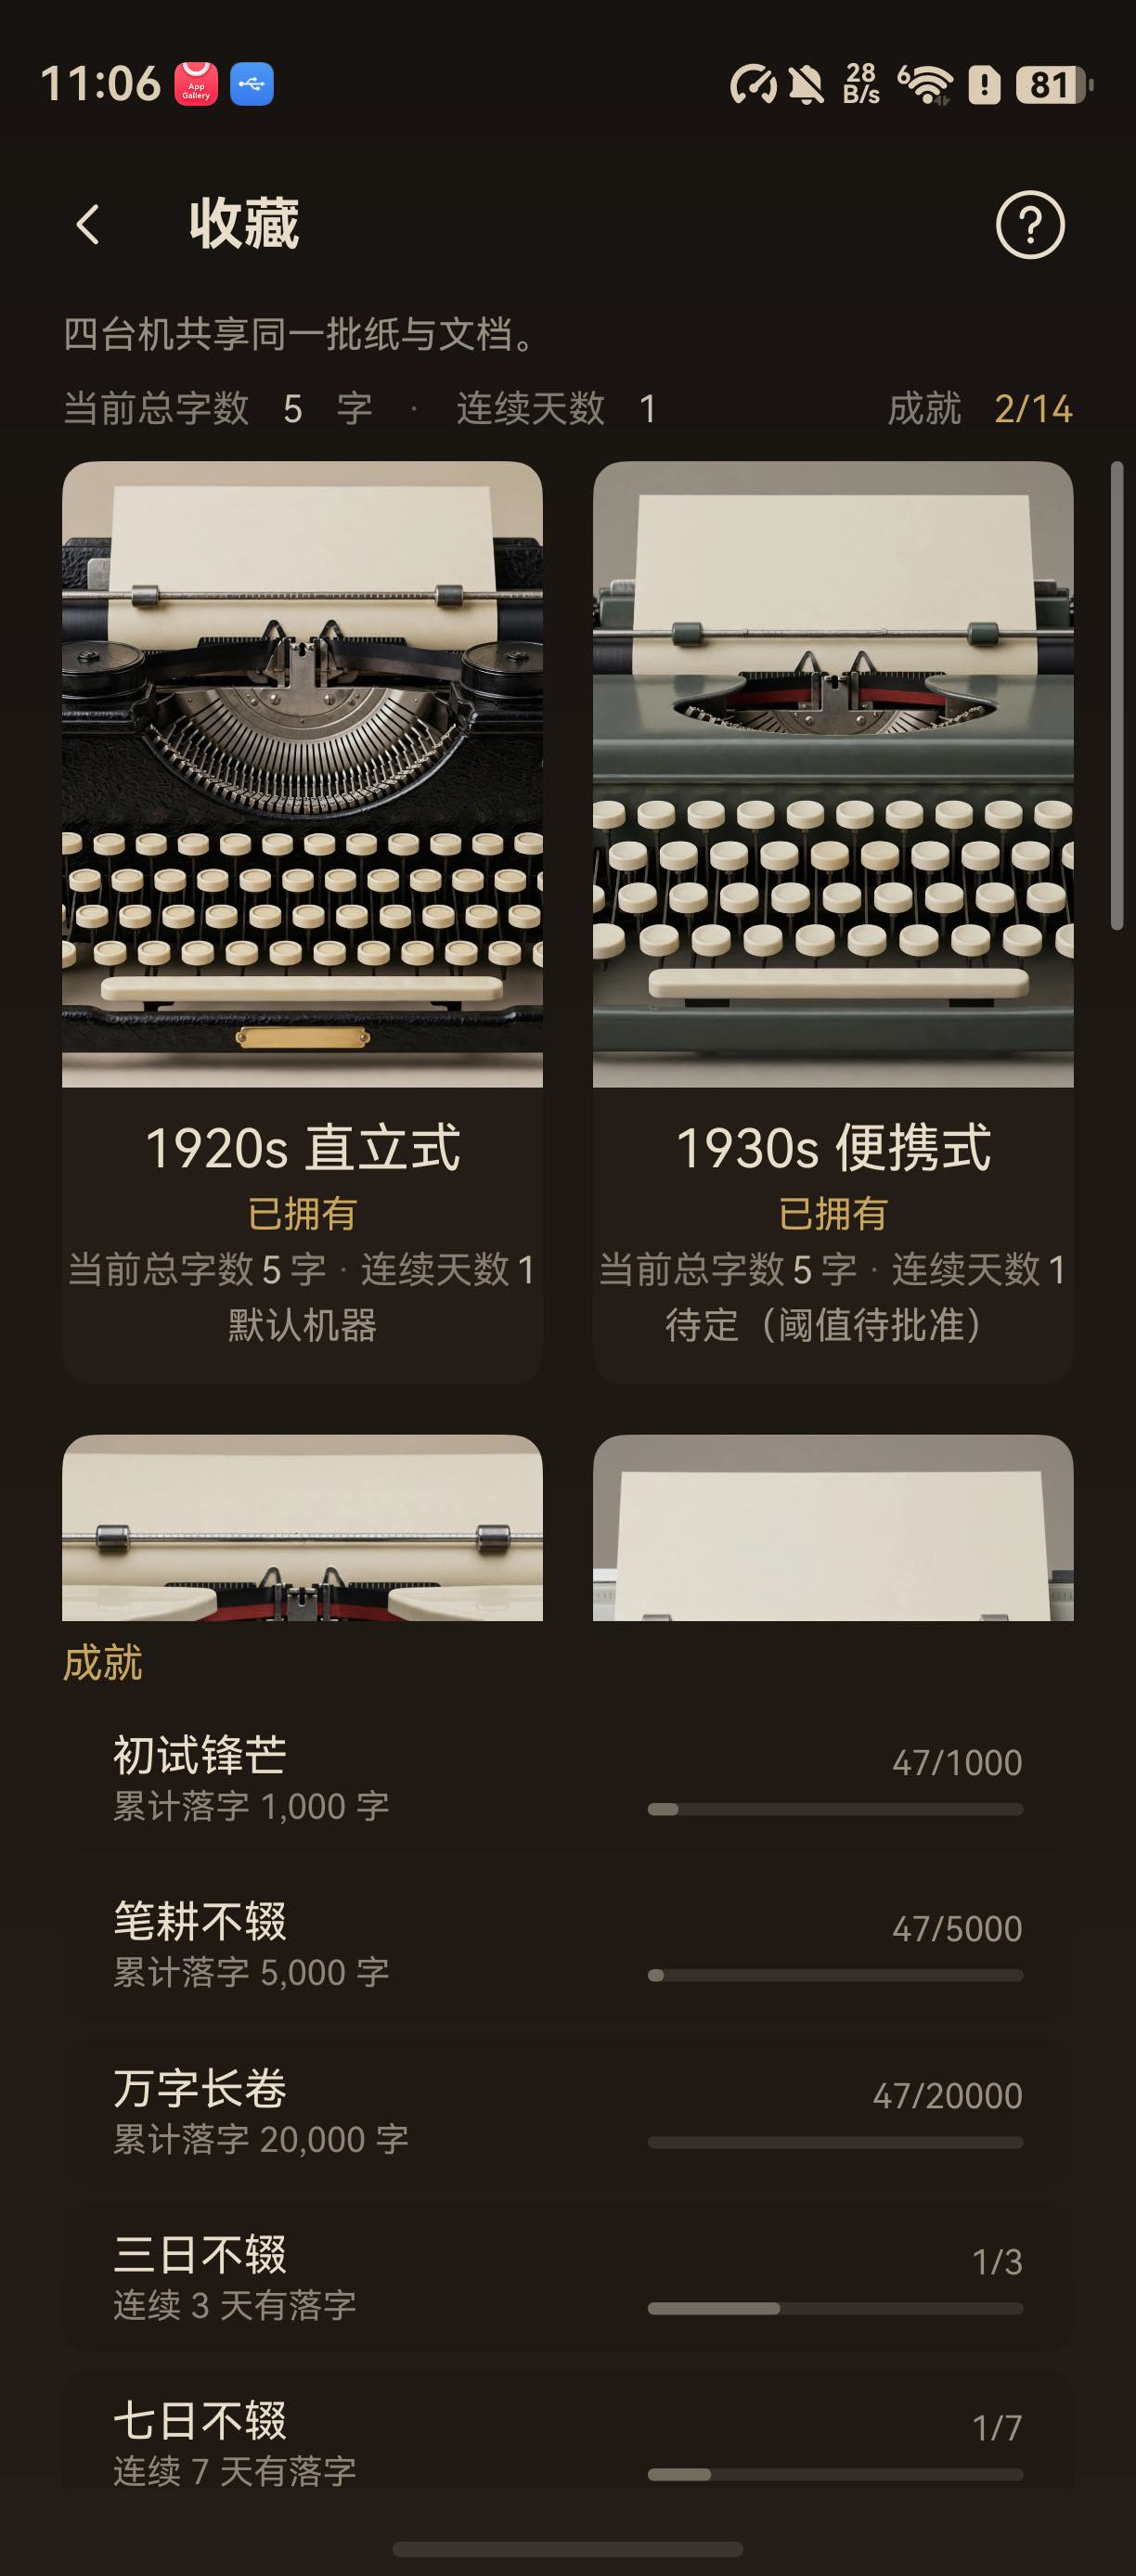 11:06
App
Gallery
28
B/s
6
81
收藏
?
四台机共享同一批纸与文档。
当前总字数 5 字 · 连续天数 1 成就 2/14
1920s 直立式
已拥有
当前总字数 5 字 · 连续天数 1
默认机器
1930s 便携式
已拥有
当前总字数 5 字 · 连续天数 1
待定（阈值待批准）
成就
初试锋芒
47/1000
累计落字 1,000 字
笔耕不辍
47/5000
累计落字 5,000 字
万字长卷
47/20000
累计落字 20,000 字
三日不辍
1/3
连续 3 天有落字
七日不辍
1/7
连续 7 天有落字